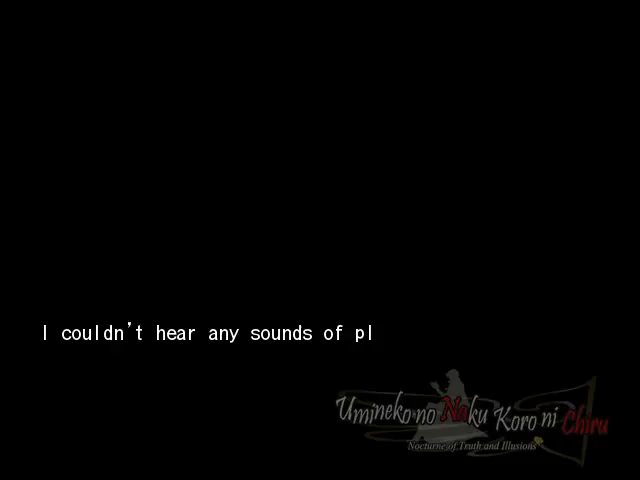 I couldn't hear any sounds of pl
Umineko no Naku Koro ni Chiru
Nocturne of Truth and Illusions